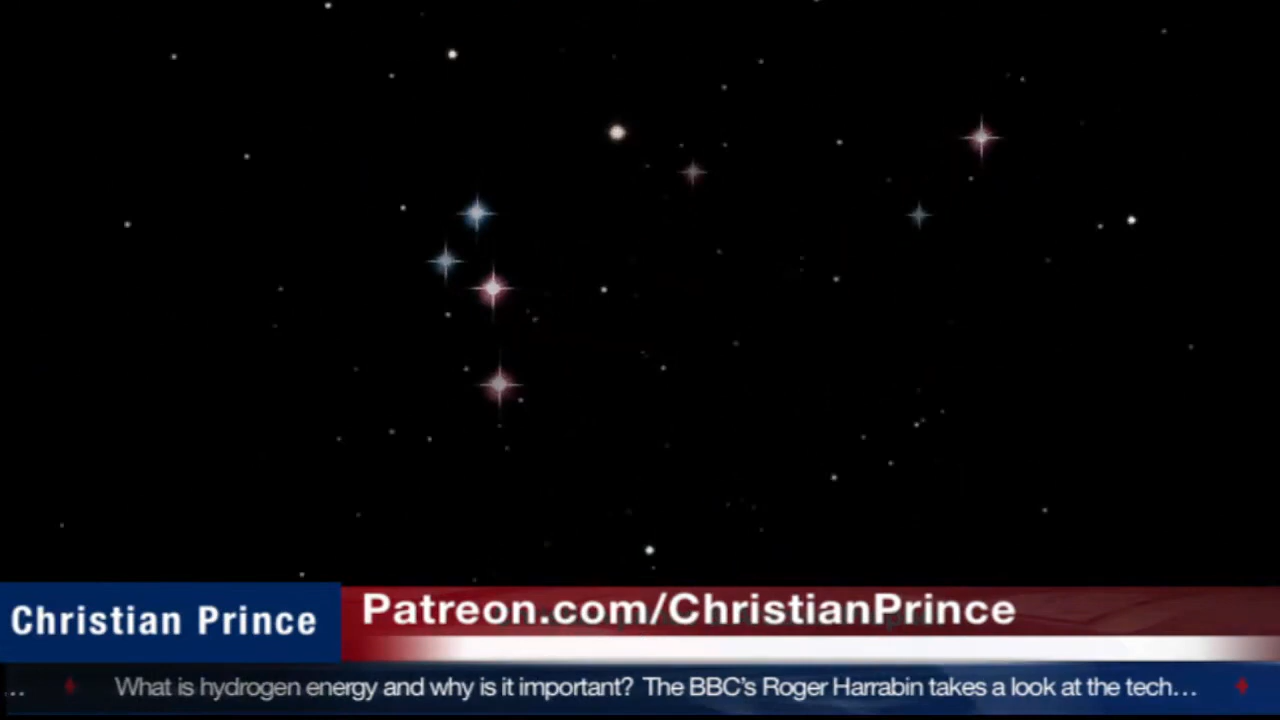 Christian Prince
Patreon.com/ChristianPrince
... What is hydrogen energy and why is it important? The BBC's Roger Harrabin takes a look at the tech...